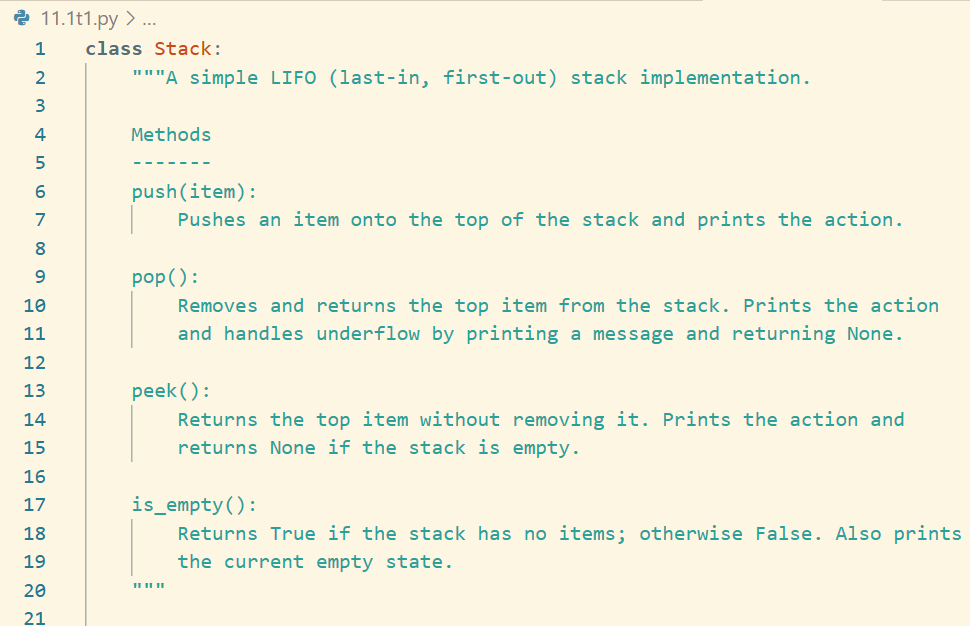 11.1t1.py > ...
1 class Stack:
2 """A simple LIFO (last-in, first-out) stack implementation.
3
4 Methods
5 -------
6 push(item):
7 Pushes an item onto the top of the stack and prints the action.
8
9 pop():
10 Removes and returns the top item from the stack. Prints the action
11 and handles underflow by printing a message and returning None.
12
13 peek():
14 Returns the top item without removing it. Prints the action and
15 returns None if the stack is empty.
16
17 is_empty():
18 Returns True if the stack has no items; otherwise False. Also prints
19 the current empty state.
20 """
21